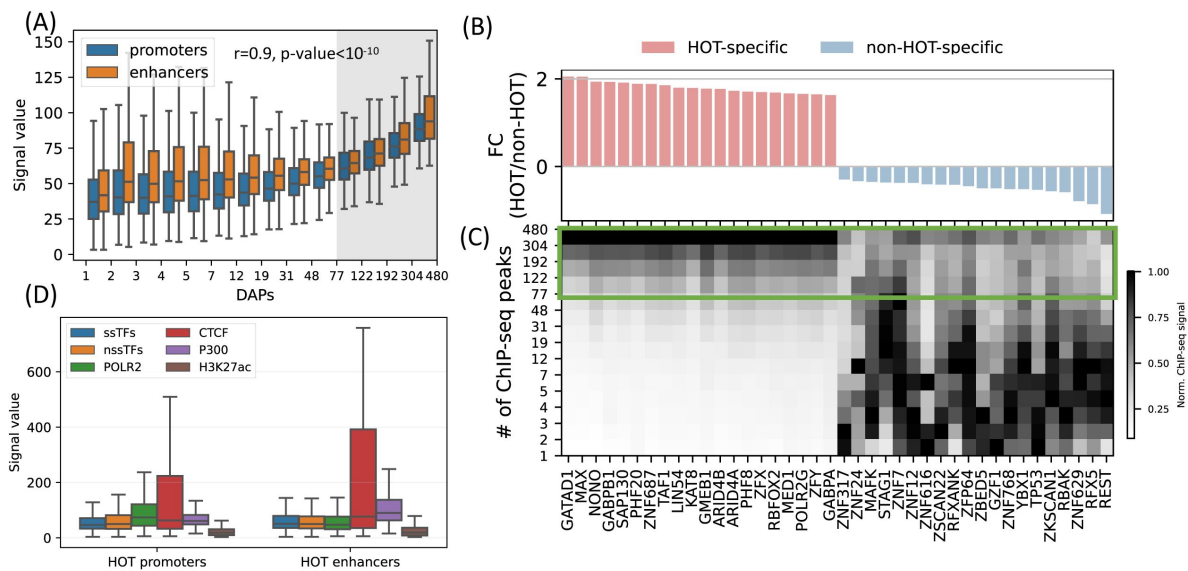 (A)
150
125
100
75
50
25
0
Signal value
promoters
enhancers
r=0.9, p-value<10⁻¹⁰
1 2 3 4 5 7 12 19 31 48 77 122 192 304 480
DAPs
(B)
HOT-specific
non-HOT-specific
2
0
FC
(HOT/non-HOT)
(C)
480
304
192
122
77
48
31
19
12
7
5
4
3
2
1
# of ChIP-seq peaks
GATAD1
MAX
NONO
GABPB1
SAP130
PHF20
ZNF687
TAF1
LIN54
KAT8
GMEB1
ARID4B
ARID4A
PHF8
ZFX
RBFOX2
MED1
POLR2G
ZFY
GABPA
ZNF317
ZNF24
MAFK
STAG1
ZNF7
ZNF12
ZNF616
ZSCAN22
RFXANK
ZFP64
ZBED5
GZF1
ZNF768
YBX1
TP53
ZKSCAN1
RBAK
ZNF629
RFX5
REST
1.00
0.75
0.50
0.25
Norm. ChIP-seq signal
(D)
ssTFs
nssTFs
POLR2
CTCF
P300
H3K27ac
600
400
200
0
Signal value
HOT promoters
HOT enhancers